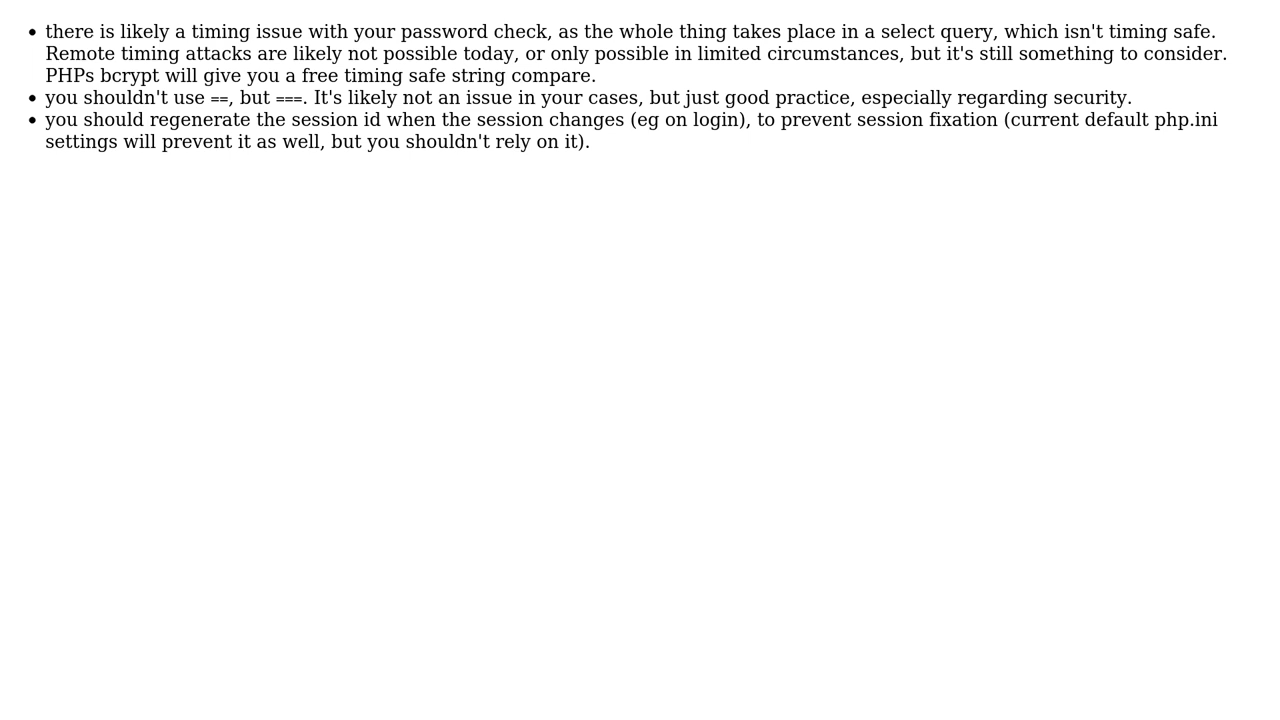 • there is likely a timing issue with your password check, as the whole thing takes place in a select query, which isn't timing safe.
Remote timing attacks are likely not possible today, or only possible in limited circumstances, but it's still something to consider.
PHPs bcrypt will give you a free timing safe string compare.
• you shouldn't use ==, but ===. It's likely not an issue in your cases, but just good practice, especially regarding security.
• you should regenerate the session id when the session changes (eg on login), to prevent session fixation (current default php.ini
settings will prevent it as well, but you shouldn't rely on it).